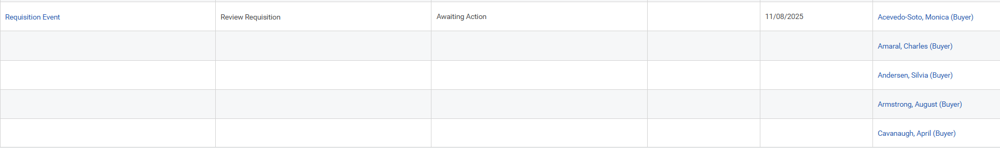 Requisition Event
Review Requisition
Awaiting Action
11/08/2025
Acevedo-Soto, Monica (Buyer)
Amaral, Charles (Buyer)
Andersen, Silvia (Buyer)
Armstrong, August (Buyer)
Cavanaugh, April (Buyer)